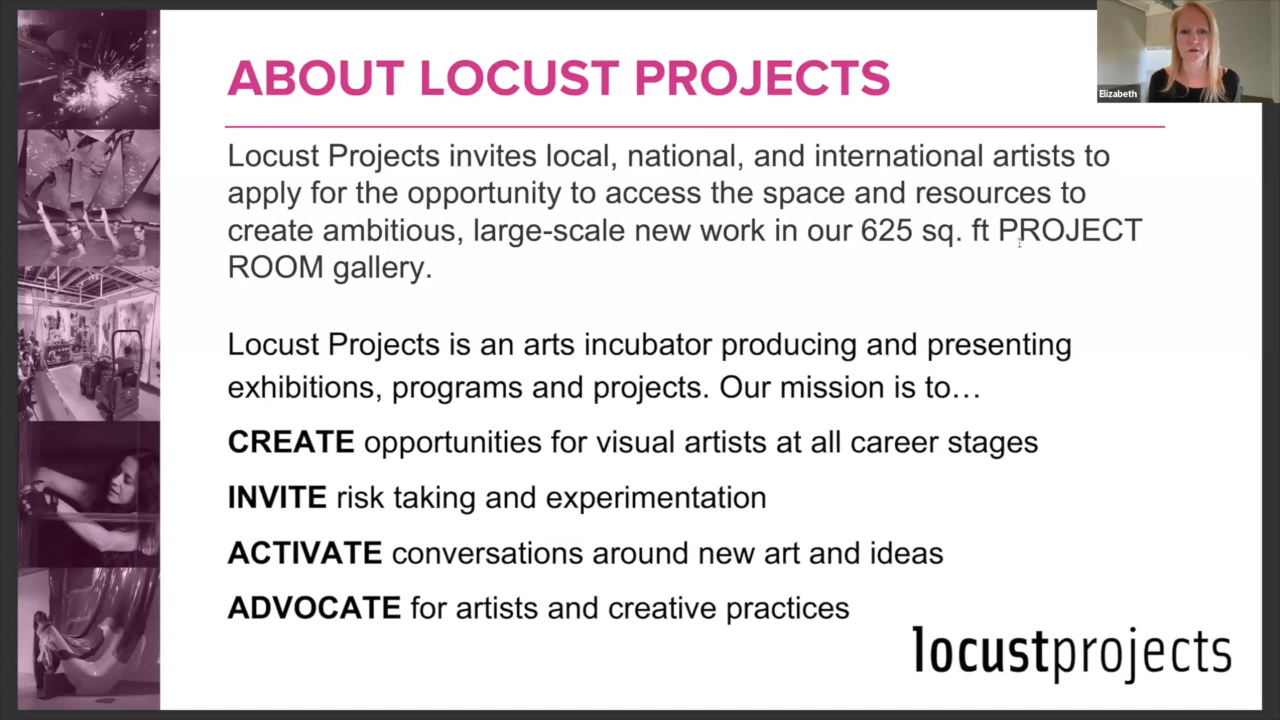 ABOUT LOCUST PROJECTS
Elizabeth
Locust Projects invites local, national, and international artists to
apply for the opportunity to access the space and resources to
create ambitious, large-scale new work in our 625 sq. ft PROJECT
ROOM gallery.
Locust Projects is an arts incubator producing and presenting
exhibitions, programs and projects. Our mission is to…
CREATE opportunities for visual artists at all career stages
INVITE risk taking and experimentation
ACTIVATE conversations around new art and ideas
ADVOCATE for artists and creative practices
locustprojects